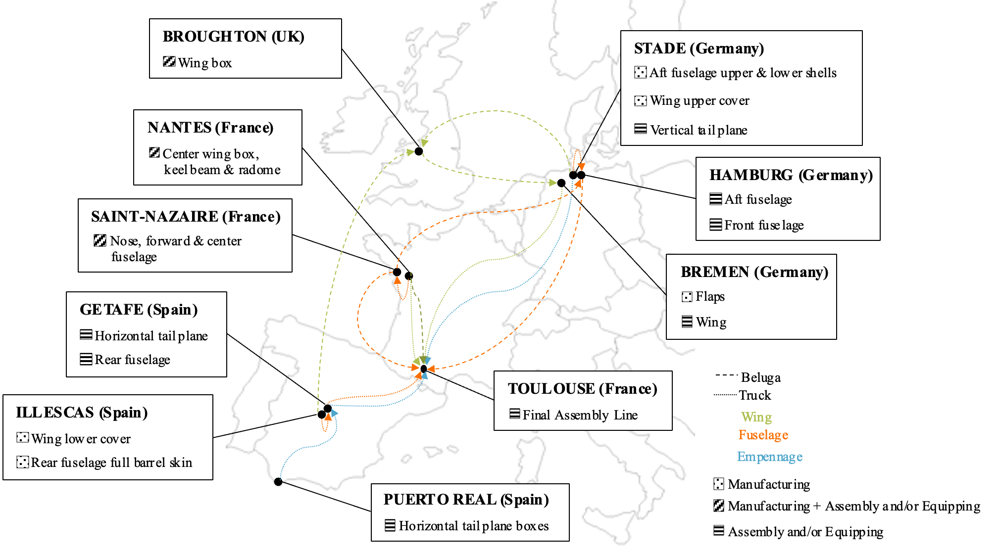 BROUGHTON (UK)
Wing box
NANTES (France)
Center wing box,
keel beam & radome
SAINT-NAZAIRE (France)
Nose, forward & center
fuselage
GETAFE (Spain)
Horizontal tail plane
Rear fuselage
ILLESCAS (Spain)
Wing lower cover
Rear fuselage full barrel skin
STADE (Germany)
Aft fuselage upper & lower shells
Wing upper cover
Vertical tail plane
HAMBURG (Germany)
Aft fuselage
Front fuselage
BREMEN (Germany)
Flaps
Wing
TOULOUSE (France)
Final Assembly Line
PUERTO REAL (Spain)
Horizontal tail plane boxes
Beluga
Truck
Wing
Fuselage
Empennage
Manufacturing
Manufacturing + Assembly and/or Equipping
Assembly and/or Equipping